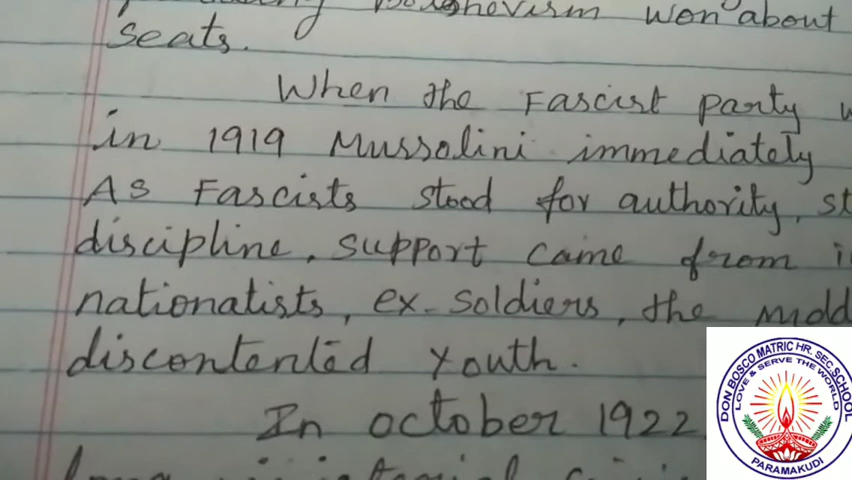 won about
seats.
When the Fascist party
in 1919 Mussolini immediately
As Fascists stood for authority,
discipline, support came from
nationatists, ex-soldiers, the
discontented Youth.
In october 1922
DON BOSCO MATRIC HR. SEC SCHOOL
LOVE & SERVE THE WORLD
PARAMAKUDI